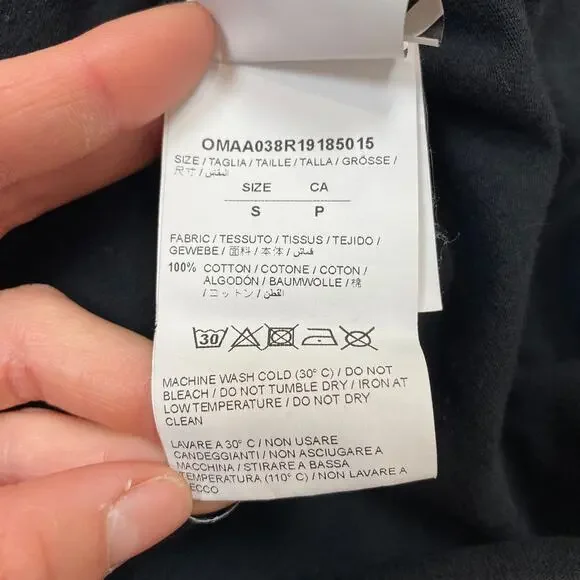 OMAA038R19185015
SIZE / TAGLIA / TAILLE / TALLA / GRÖSSE /
尺寸 / المقاس /
SIZE CA
S P
FABRIC / TESSUTO / TISSUS / TEJIDO /
GEWEBE / 面料 / 本体 / قماش /
100% COTTON / COTONE / COTON /
ALGODÓN / BAUMWOLLE / 棉
/ コットン / القطن /
30
MACHINE WASH COLD (30° C) / DO NOT
BLEACH / DO NOT TUMBLE DRY / IRON AT
LOW TEMPERATURE / DO NOT DRY
CLEAN
LAVARE A 30° C / NON USARE
CANDEGGIANTI / NON ASCIUGARE A
MACCHINA / STIRARE A BASSA
TEMPERATURA (110° C) / NON LAVARE A
ECCO